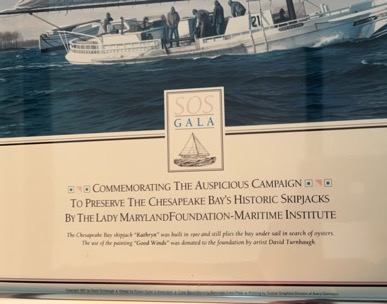 21
S.O.S
GALA
COMMEMORATING THE AUSPICIOUS CAMPAIGN
TO PRESERVE THE CHESAPEAKE BAY'S HISTORIC SKIPJACKS
BY THE LADY MARYLAND FOUNDATION-MARITIME INSTITUTE
The Chesapeake Bay skipjack "Kathryn" was built in 1901 and still plies the bay under sail in search of oysters.
The use of the painting "Good Winds" was donated to the foundation by artist David Turnbaugh.